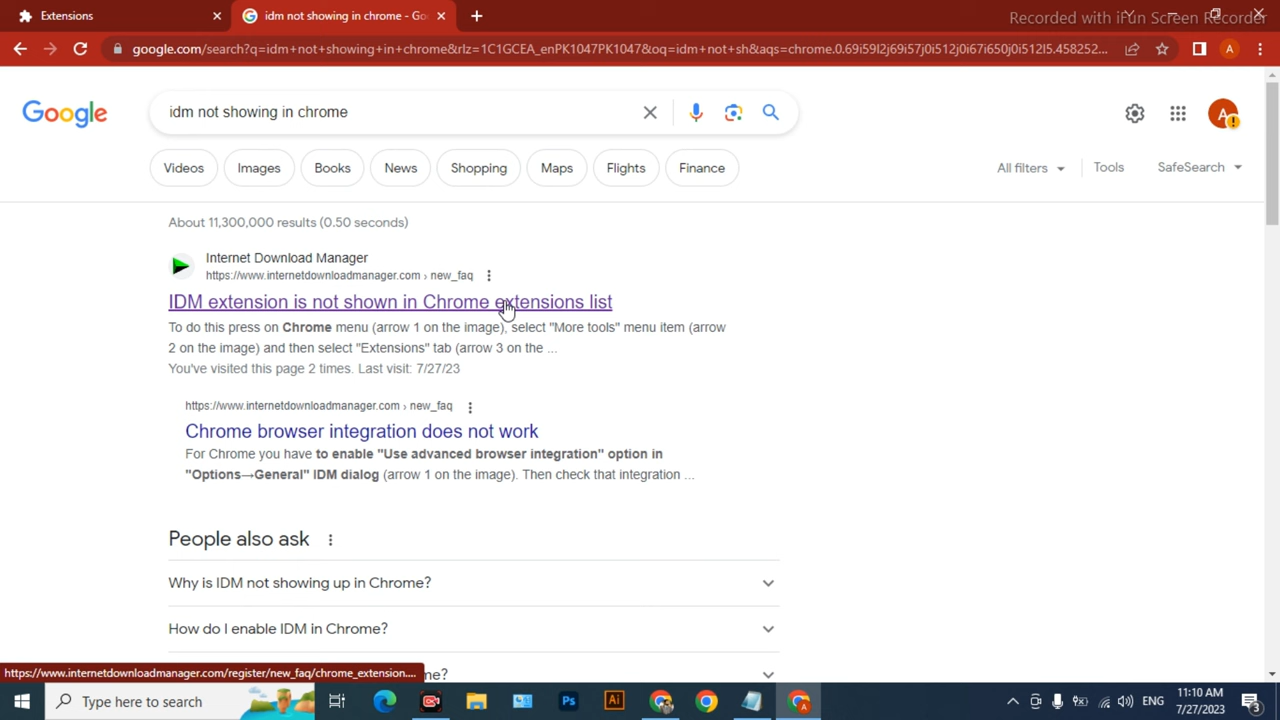 Extensions
idm not showing in chrome - Go
Recorded with iFun Screen Recorder
google.com/search?q=idm+not+showing+in+chrome&rlz=1C1GCEA_enPK1047PK1047&oq=idm+not+sh&aqs=chrome.0.69i59l2j69i57j0i512j0i67i650j0i512l5.458252...
A
Google
idm not showing in chrome
A
Videos
Images
Books
News
Shopping
Maps
Flights
Finance
All filters
Tools
SafeSearch
About 11,300,000 results (0.50 seconds)
Internet Download Manager
https://www.internetdownloadmanager.com › new_faq
IDM extension is not shown in Chrome extensions list
To do this press on Chrome menu (arrow 1 on the image), select "More tools" menu item (arrow
2 on the image) and then select "Extensions" tab (arrow 3 on the ...
You've visited this page 2 times. Last visit: 7/27/23
https://www.internetdownloadmanager.com › new_faq
Chrome browser integration does not work
For Chrome you have to enable "Use advanced browser integration" option in
"Options→General" IDM dialog (arrow 1 on the image). Then check that integration ...
People also ask
Why is IDM not showing up in Chrome?
How do I enable IDM in Chrome?
https://www.internetdownloadmanager.com/register/new_faq/chrome_extension....
me?
Type here to search
Ps
Ai
A
ENG
11:10 AM
7/27/2023
3